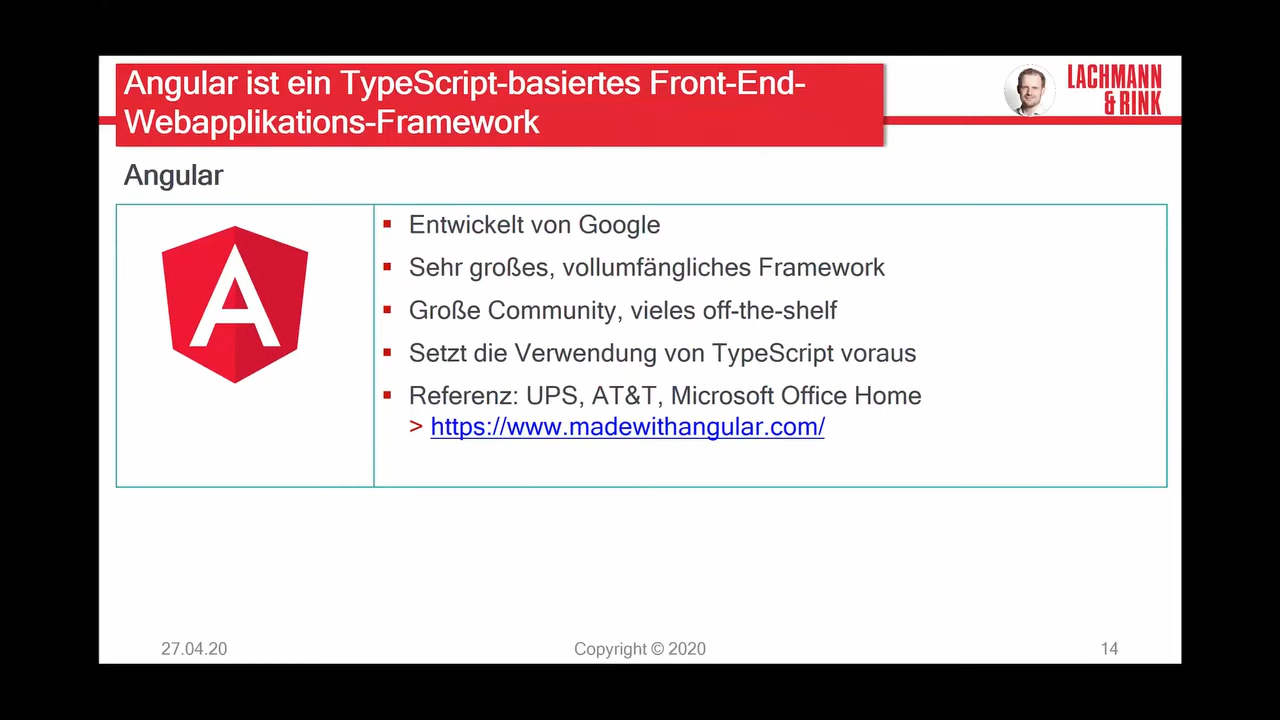 Angular ist ein TypeScript-basiertes Front-End-
Webapplikations-Framework
LACHMANN
& RINK
Angular
A
▪ Entwickelt von Google
▪ Sehr großes, vollumfängliches Framework
▪ Große Community, vieles off-the-shelf
▪ Setzt die Verwendung von TypeScript voraus
▪ Referenz: UPS, AT&T, Microsoft Office Home
> https://www.madewithangular.com/
27.04.20
Copyright © 2020
14